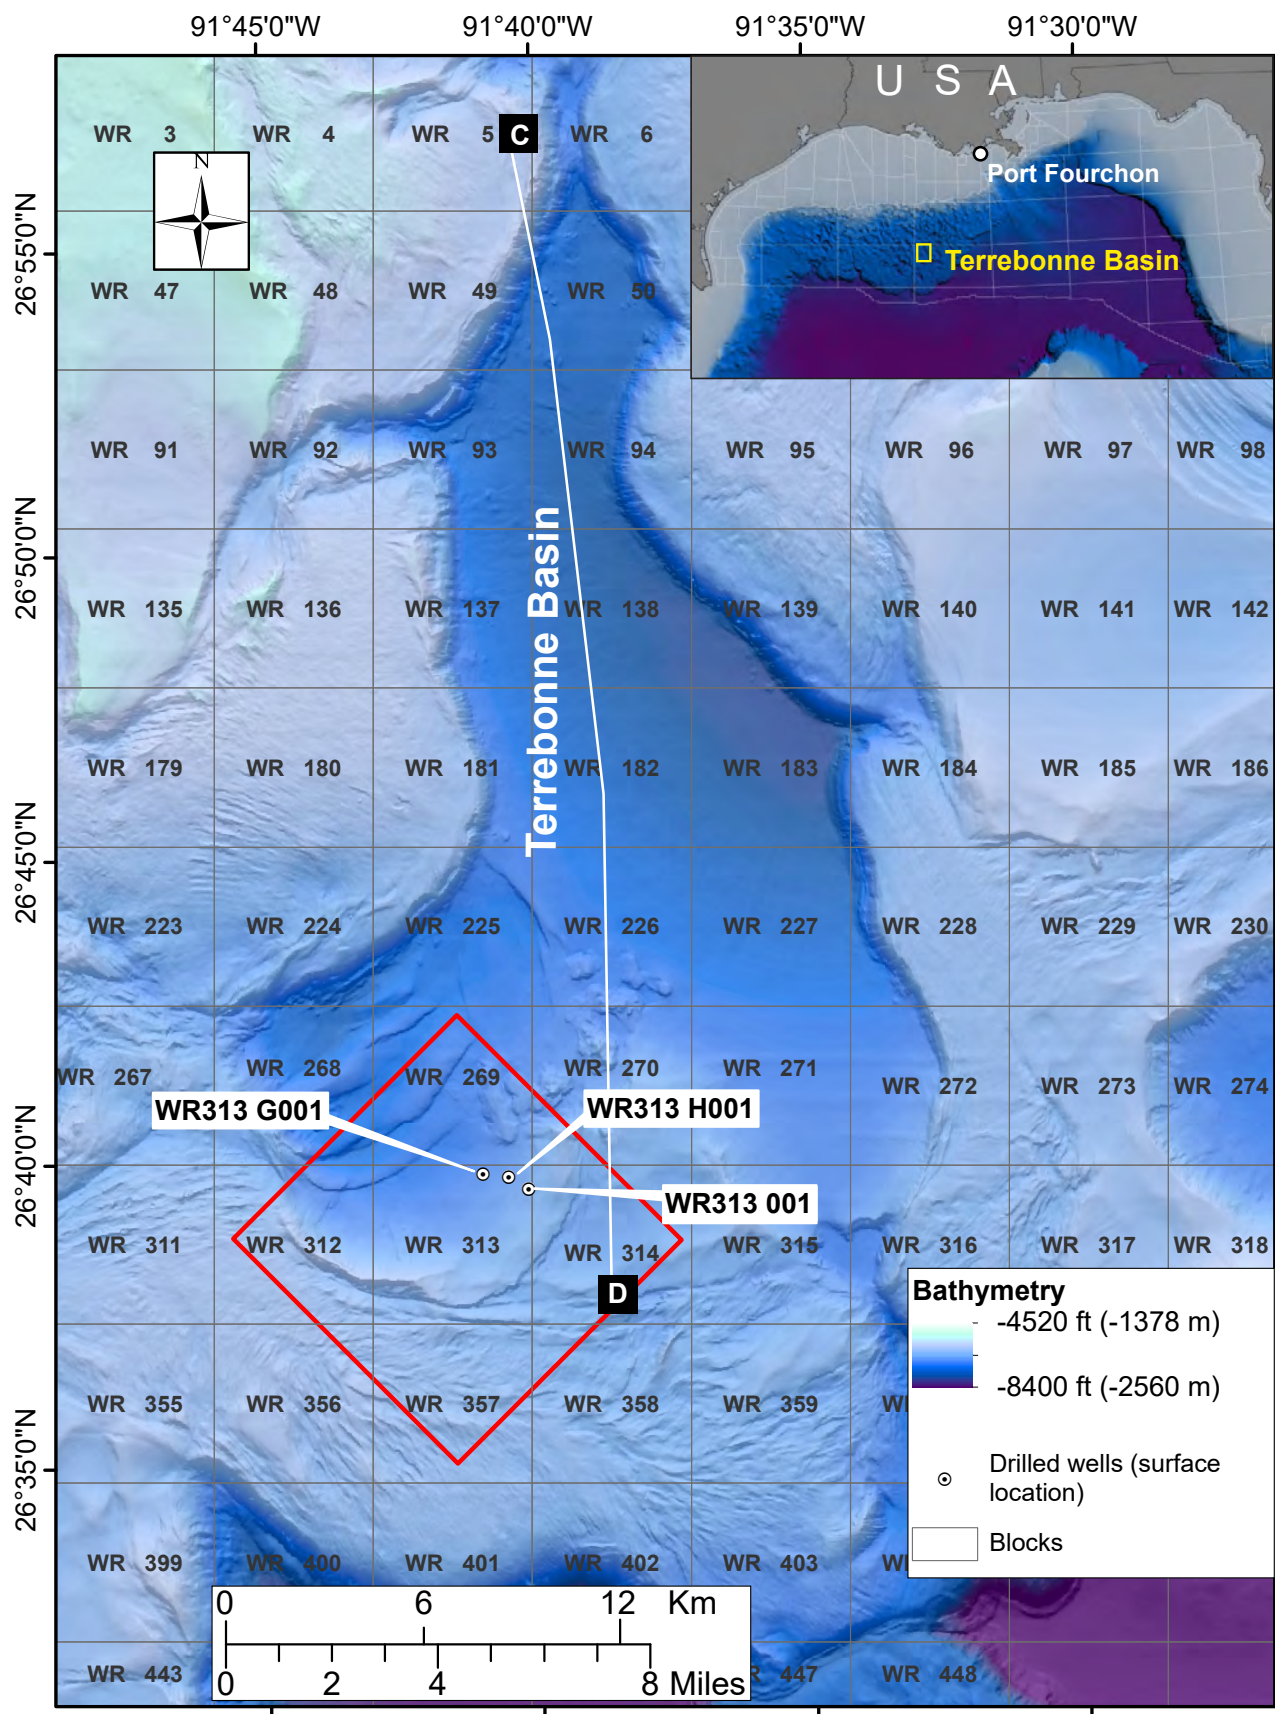 91°45'0"W 91°40'0"W 91°35'0"W 91°30'0"W
26°55'0"N
26°50'0"N
26°45'0"N
26°40'0"N
26°35'0"N
U S A
Port Fourchon
Terrebonne Basin
WR 3 WR 4 WR 5 C WR 6
N
WR 47 WR 48 WR 49 WR 50
WR 91 WR 92 WR 93 WR 94 WR 95 WR 96 WR 97 WR 98
Terrebonne Basin
WR 135 WR 136 WR 137 WR 138 WR 139 WR 140 WR 141 WR 142
WR 179 WR 180 WR 181 WR 182 WR 183 WR 184 WR 185 WR 186
WR 223 WR 224 WR 225 WR 226 WR 227 WR 228 WR 229 WR 230
WR 267 WR 268 WR 269 WR 270 WR 271 WR 272 WR 273 WR 274
WR313 G001
WR313 H001
WR313 001
WR 311 WR 312 WR 313 WR 314 WR 315 WR 316 WR 317 WR 318
D
WR 355 WR 356 WR 357 WR 358 WR 359
WR 399 WR 400 WR 401 WR 402 WR 403
WR 443 447 WR 448
Bathymetry
-4520 ft (-1378 m)
-8400 ft (-2560 m)
Drilled wells (surface
location)
Blocks
0 6 12 Km
0 2 4 8 Miles